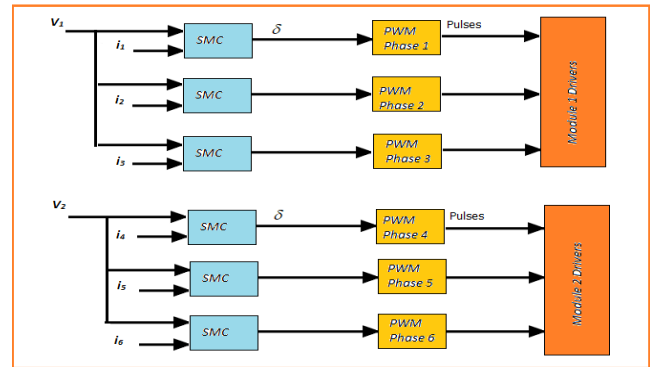 V₁
i₁
SMC
δ
PWM
Phase 1
Pulses
i₂
SMC
PWM
Phase 2
i₃
SMC
PWM
Phase 3
Module 1 Drivers
V₂
i₄
SMC
δ
PWM
Phase 4
Pulses
i₅
SMC
PWM
Phase 5
i₆
SMC
PWM
Phase 6
Module 2 Drivers